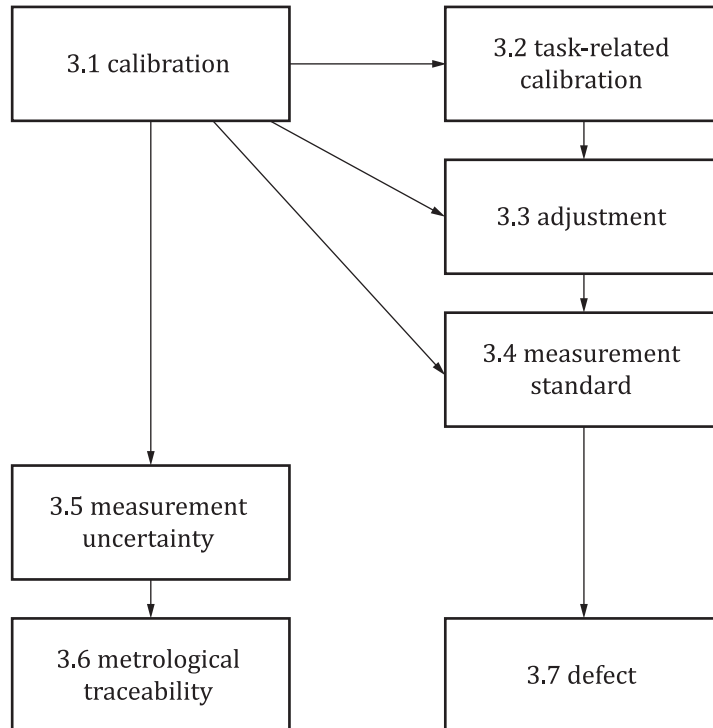 3.1 calibration
3.2 task-related
calibration
3.3 adjustment
3.4 measurement
standard
3.5 measurement
uncertainty
3.6 metrological
traceability
3.7 defect